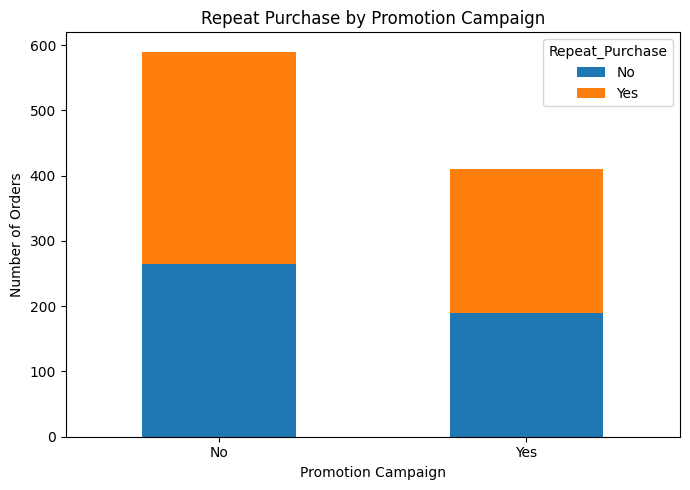 Repeat Purchase by Promotion Campaign
Repeat_Purchase
No
Yes
Number of Orders
600
500
400
300
200
100
0
No
Yes
Promotion Campaign